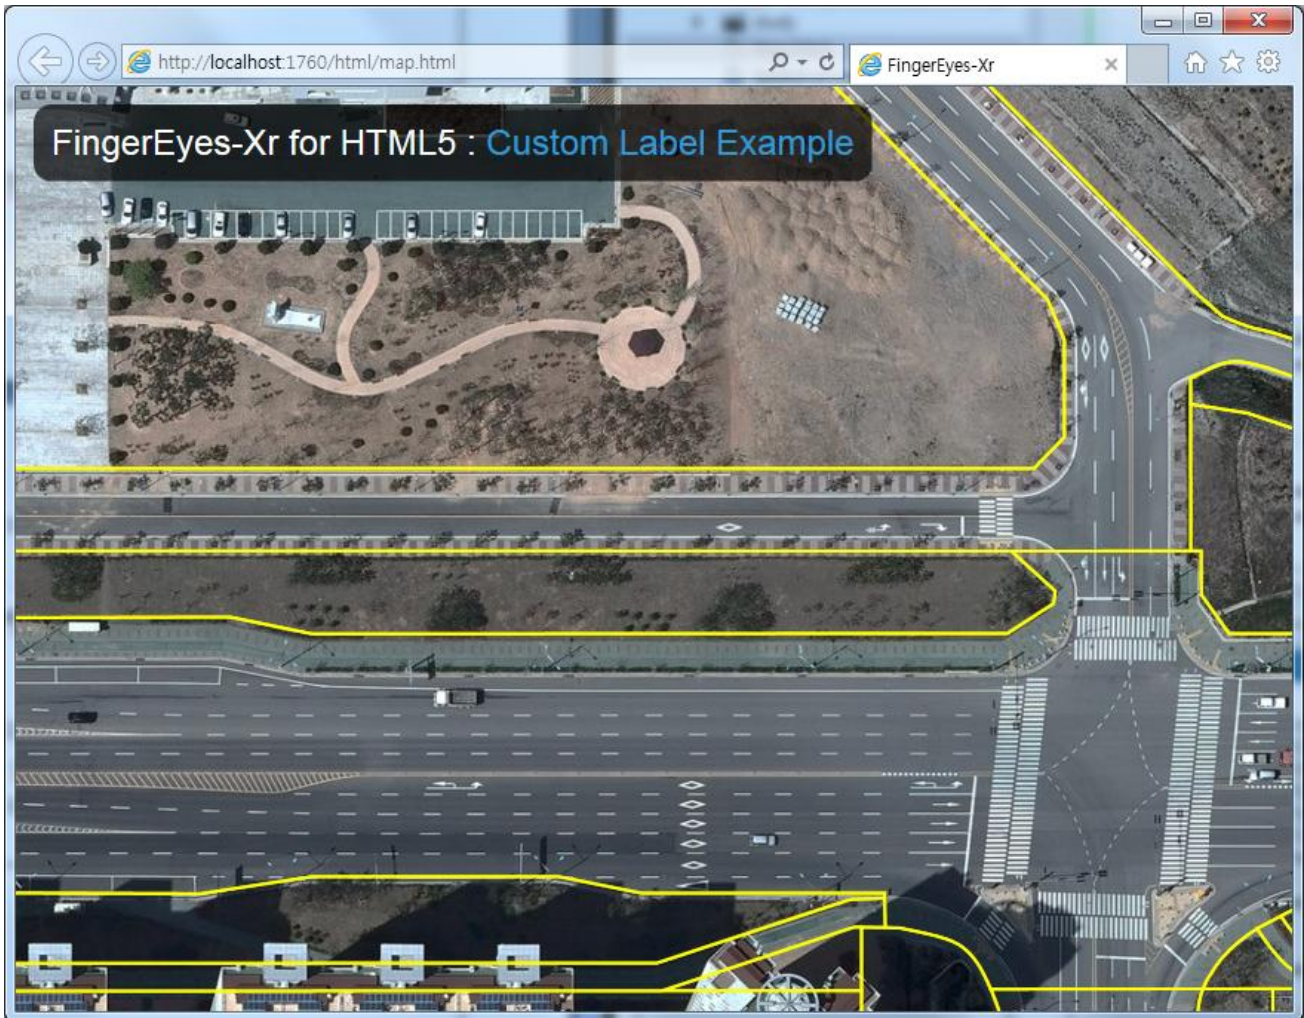 http://localhost:1760/html/map.html
FingerEyes-Xr
FingerEyes-Xr for HTML5 : Custom Label Example